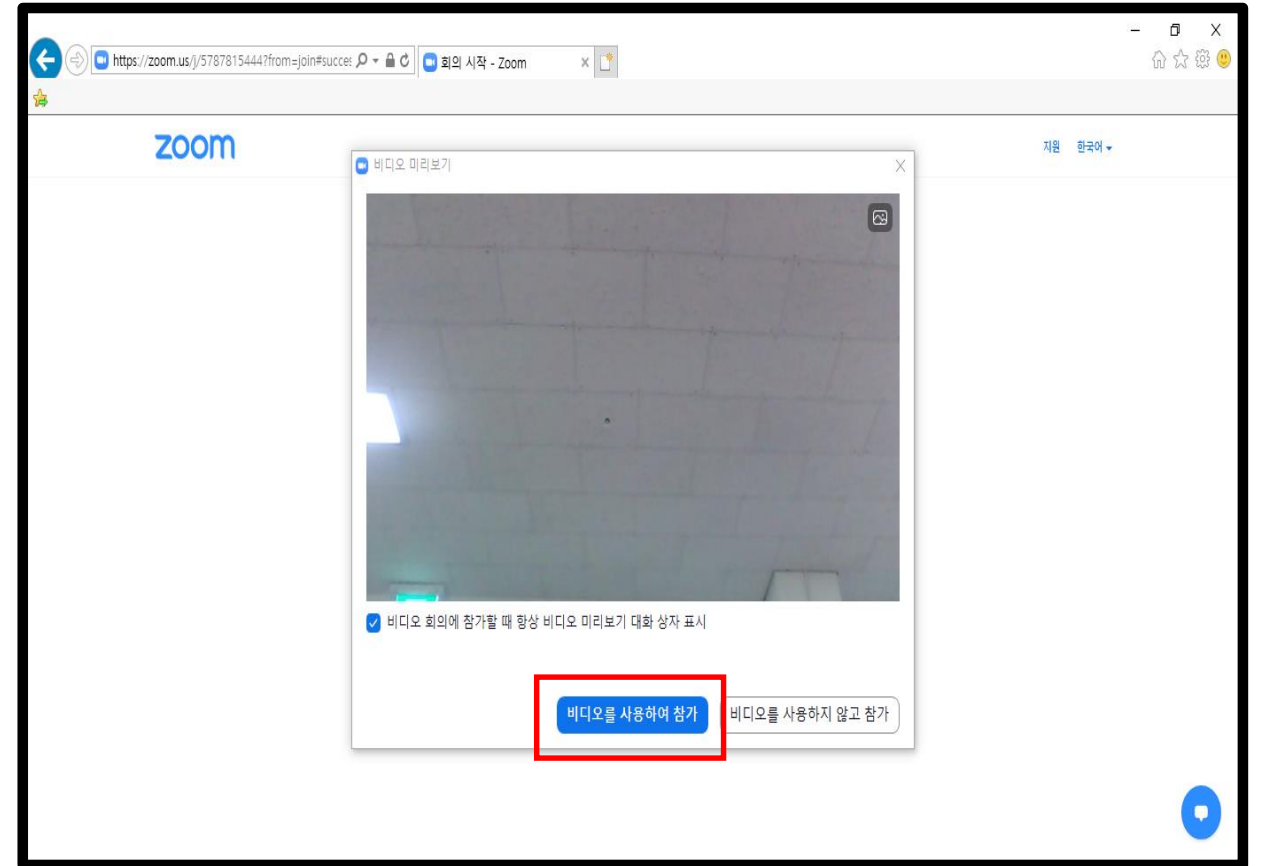 https://zoom.us/j/5787815444?from=join#succes
회의 시작 - Zoom
zoom
지원 한국어
비디오 미리보기
비디오 회의에 참가할 때 항상 비디오 미리보기 대화 상자 표시
비디오를 사용하여 참가
비디오를 사용하지 않고 참가